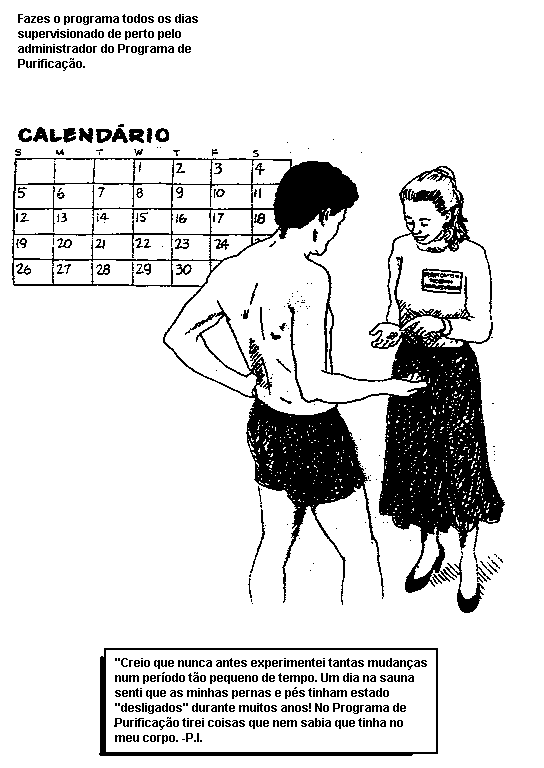 Fazes o programa todos os dias
supervisionado de perto pelo
administrador do Programa de
Purificação.
CALENDÁRIO
S M T W T F S
1 2 3 4
5 6 7 8 9 10 11
12 13 14 15 16 17 18
19 20 21 22 23 24
26 27 28 29 30
"Creio que nunca antes experimentei tantas mudanças
num período tão pequeno de tempo. Um dia na sauna
senti que as minhas pernas e pés tinham estado
"desligados" durante muitos anos! No Programa de
Purificação tirei coisas que nem sabia que tinha no
meu corpo. -P.I.